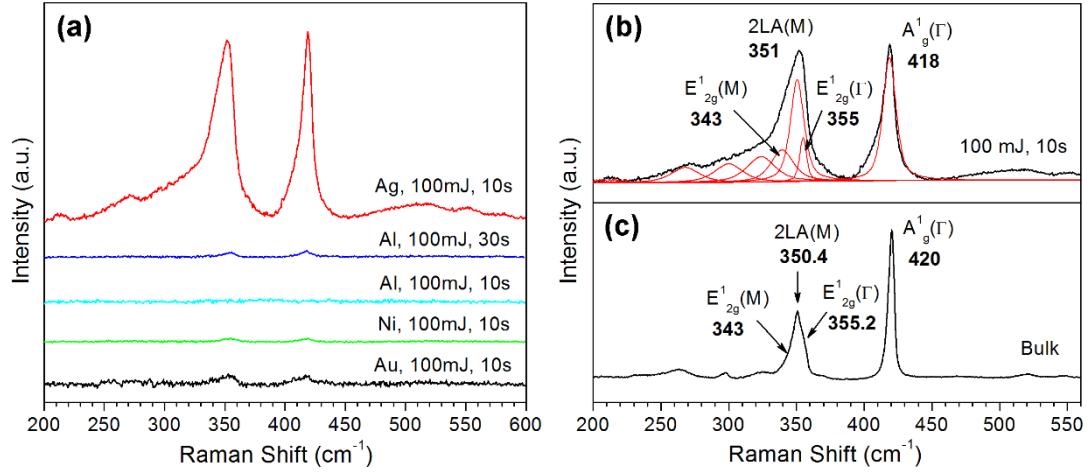 (a)
Intensity (a.u.)
Ag, 100mJ, 10s
Al, 100mJ, 30s
Al, 100mJ, 10s
Ni, 100mJ, 10s
Au, 100mJ, 10s
200 250 300 350 400 450 500 550 600
Raman Shift (cm⁻¹)
(b)
Intensity (a.u.)
2LA(M)
351
A¹g(Γ)
418
E¹2g(M)
343
E¹2g(Γ)
355
100 mJ, 10s
(c)
2LA(M)
350.4
A¹g(Γ)
420
E¹2g(M)
343
E¹2g(Γ)
355.2
Bulk
200 250 300 350 400 450 500 550
Raman Shift (cm⁻¹)